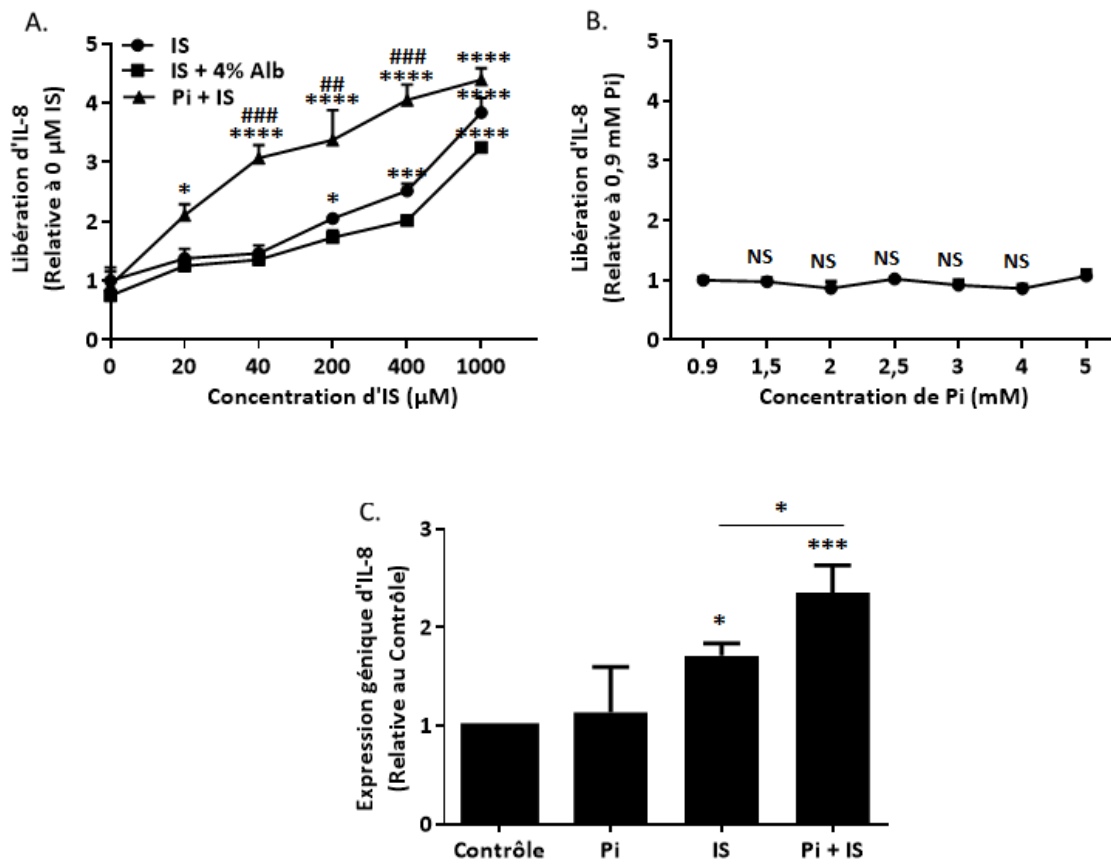 A.
IS
IS + 4% Alb
Pi + IS
Libération d'IL-8
(Relative à 0 µM IS)
5
4
3
2
1
0
*
###
****
##
****
###
****
****
****
****
*
***
0 20 40 200 400 1000
Concentration d'IS (µM)
B.
Libération d'IL-8
(Relative à 0,9 mM Pi)
5
4
3
2
1
0
NS NS NS NS NS
0.9 1,5 2 2,5 3 4 5
Concentration de Pi (mM)
C.
Expression génique d'IL-8
(Relative au Contrôle)
3
2
1
0
*
***
*
Contrôle Pi IS Pi + IS